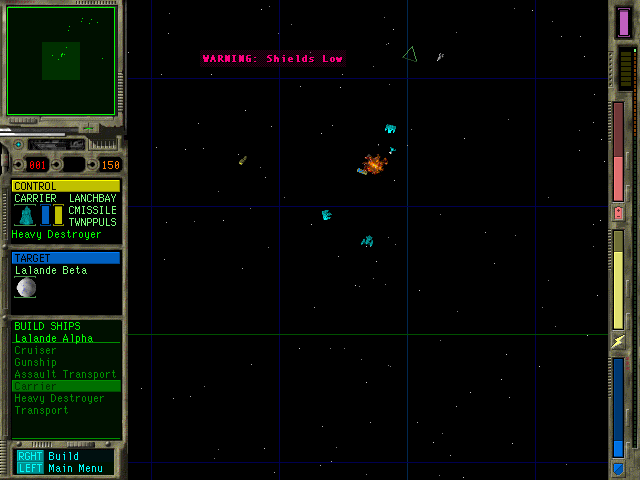 WARNING: Shields Low
001 150
CONTROL
CARRIER LANCHBAY
CMISSILE
TWNPPULS
Heavy Destroyer
TARGET
Lalande Beta
BUILD SHIPS
Lalande Alpha
Cruiser
Gunship
Assault Transport
Carrier
Heavy Destroyer
Transport
RGHT Build
LEFT Main Menu